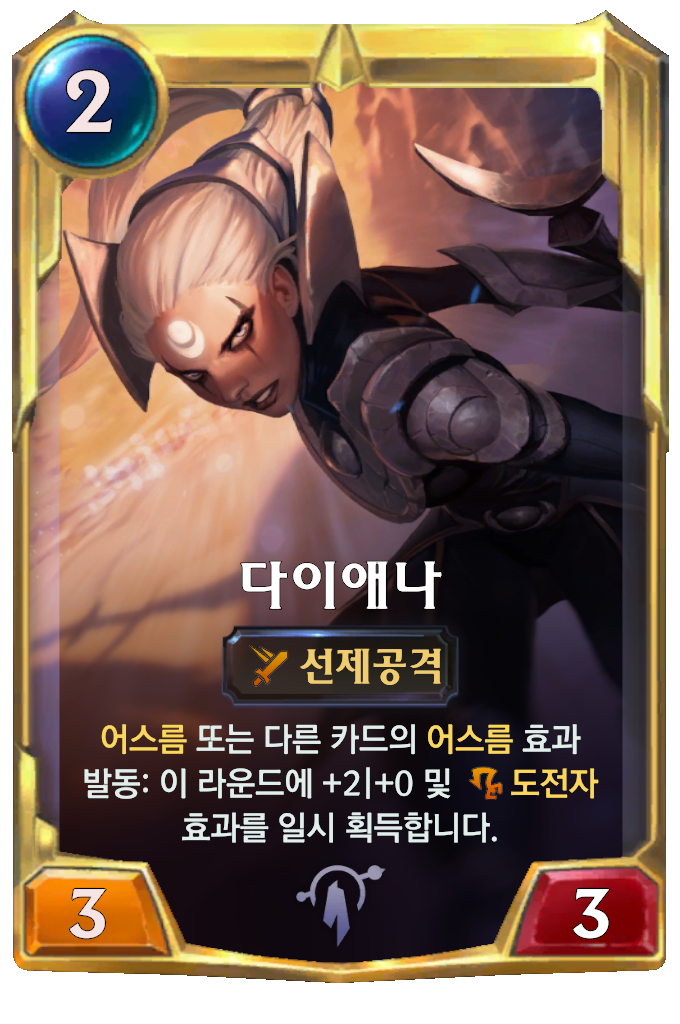 2
다이애나
선제공격
어스름 또는 다른 카드의 어스름 효과
발동: 이 라운드에 +2|+0 및 도전자
효과를 일시 획득합니다.
3
3